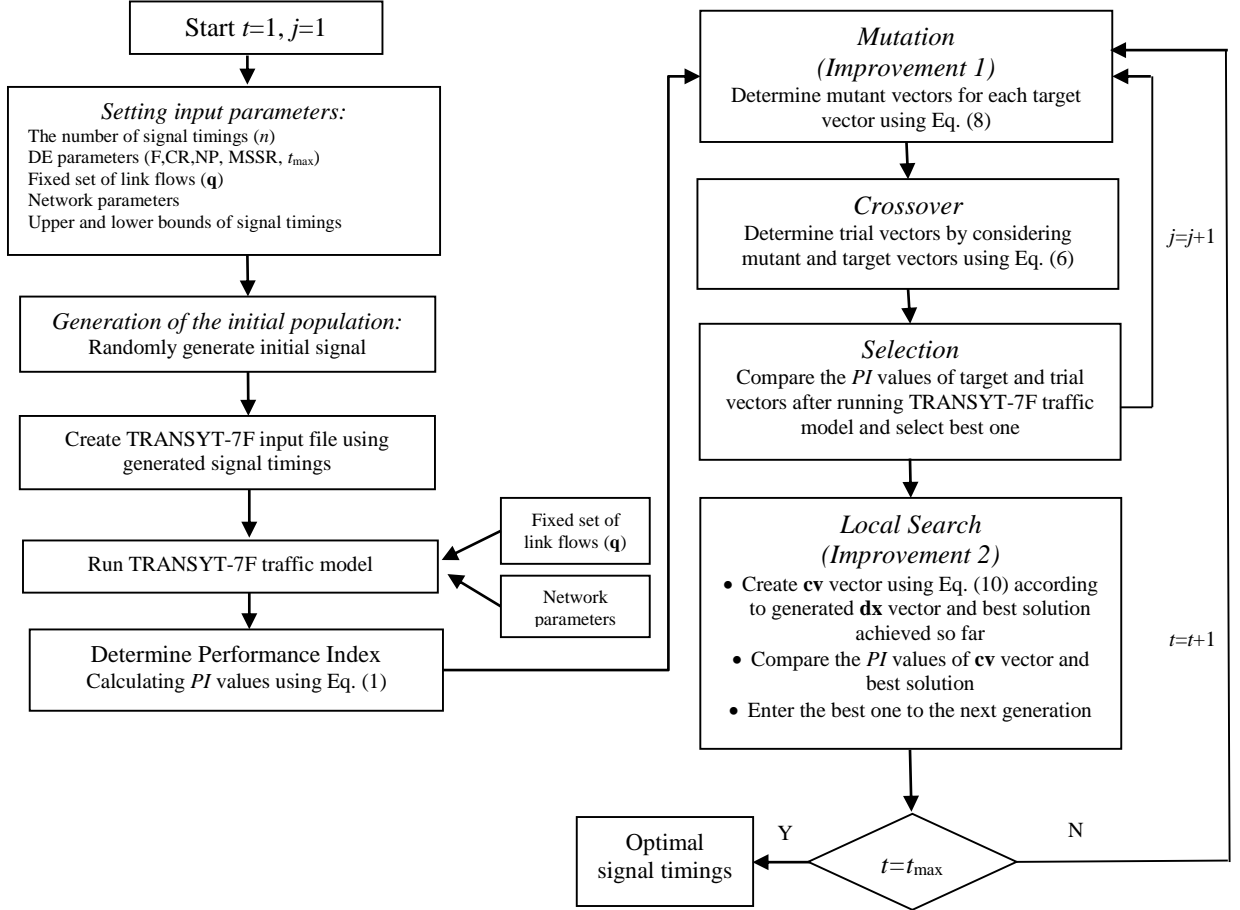 Start t=1, j=1
Setting input parameters:
The number of signal timings (n)
DE parameters (F,CR,NP, MSSR, tmax)
Fixed set of link flows (q)
Network parameters
Upper and lower bounds of signal timings
Generation of the initial population:
Randomly generate initial signal
Create TRANSYT-7F input file using
generated signal timings
Run TRANSYT-7F traffic model
Fixed set of
link flows (q)
Network
parameters
Determine Performance Index
Calculating PI values using Eq. (1)
Mutation
(Improvement 1)
Determine mutant vectors for each target
vector using Eq. (8)
Crossover
Determine trial vectors by considering
mutant and target vectors using Eq. (6)
j=j+1
Selection
Compare the PI values of target and trial
vectors after running TRANSYT-7F traffic
model and select best one
Local Search
(Improvement 2)
• Create cv vector using Eq. (10) according
to generated dx vector and best solution
achieved so far
• Compare the PI values of cv vector and
best solution
• Enter the best one to the next generation
t=t+1
t=tmax
Y
N
Optimal
signal timings